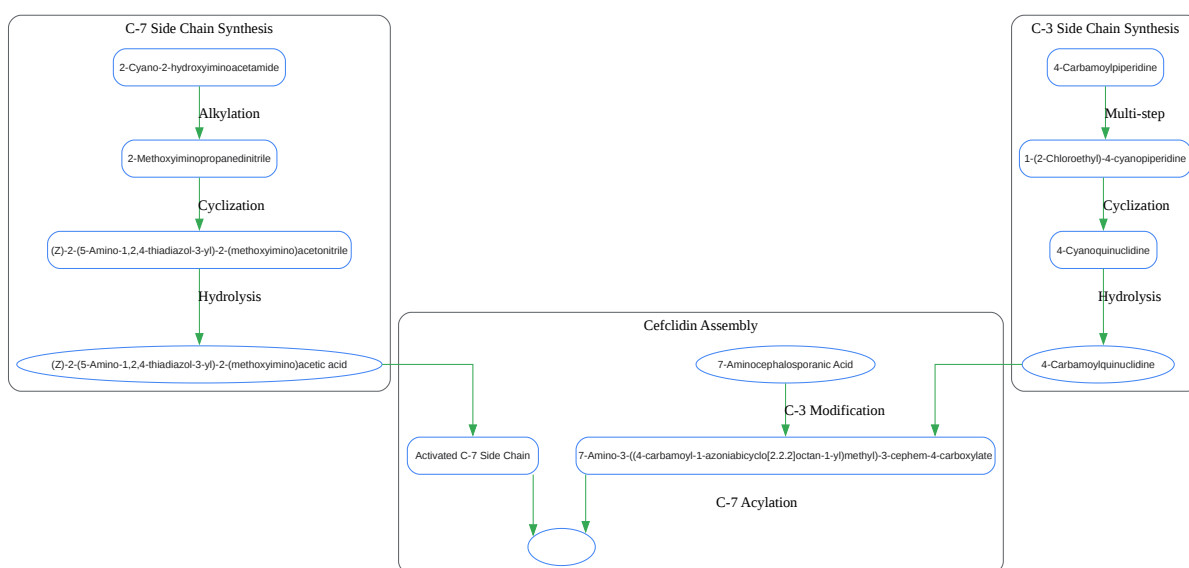 C-7 Side Chain Synthesis
2-Cyano-2-hydroxyiminoacetamide
Alkylation
2-Methoxyiminopropanedinitrile
Cyclization
(Z)-2-(5-Amino-1,2,4-thiadiazol-3-yl)-2-(methoxyimino)acetonitrile
Hydrolysis
(Z)-2-(5-Amino-1,2,4-thiadiazol-3-yl)-2-(methoxyimino)acetic acid
C-3 Side Chain Synthesis
4-Carbamoylpiperidine
Multi-step
1-(2-Chloroethyl)-4-cyanopiperidine
Cyclization
4-Cyanoquinuclidine
Hydrolysis
4-Carbamoylquinuclidine
Cefclidin Assembly
7-Aminocephalosporanic Acid
C-3 Modification
Activated C-7 Side Chain
7-Amino-3-((4-carbamoyl-1-azoniabicyclo[2.2.2]octan-1-yl)methyl)-3-cephem-4-carboxylate
C-7 Acylation